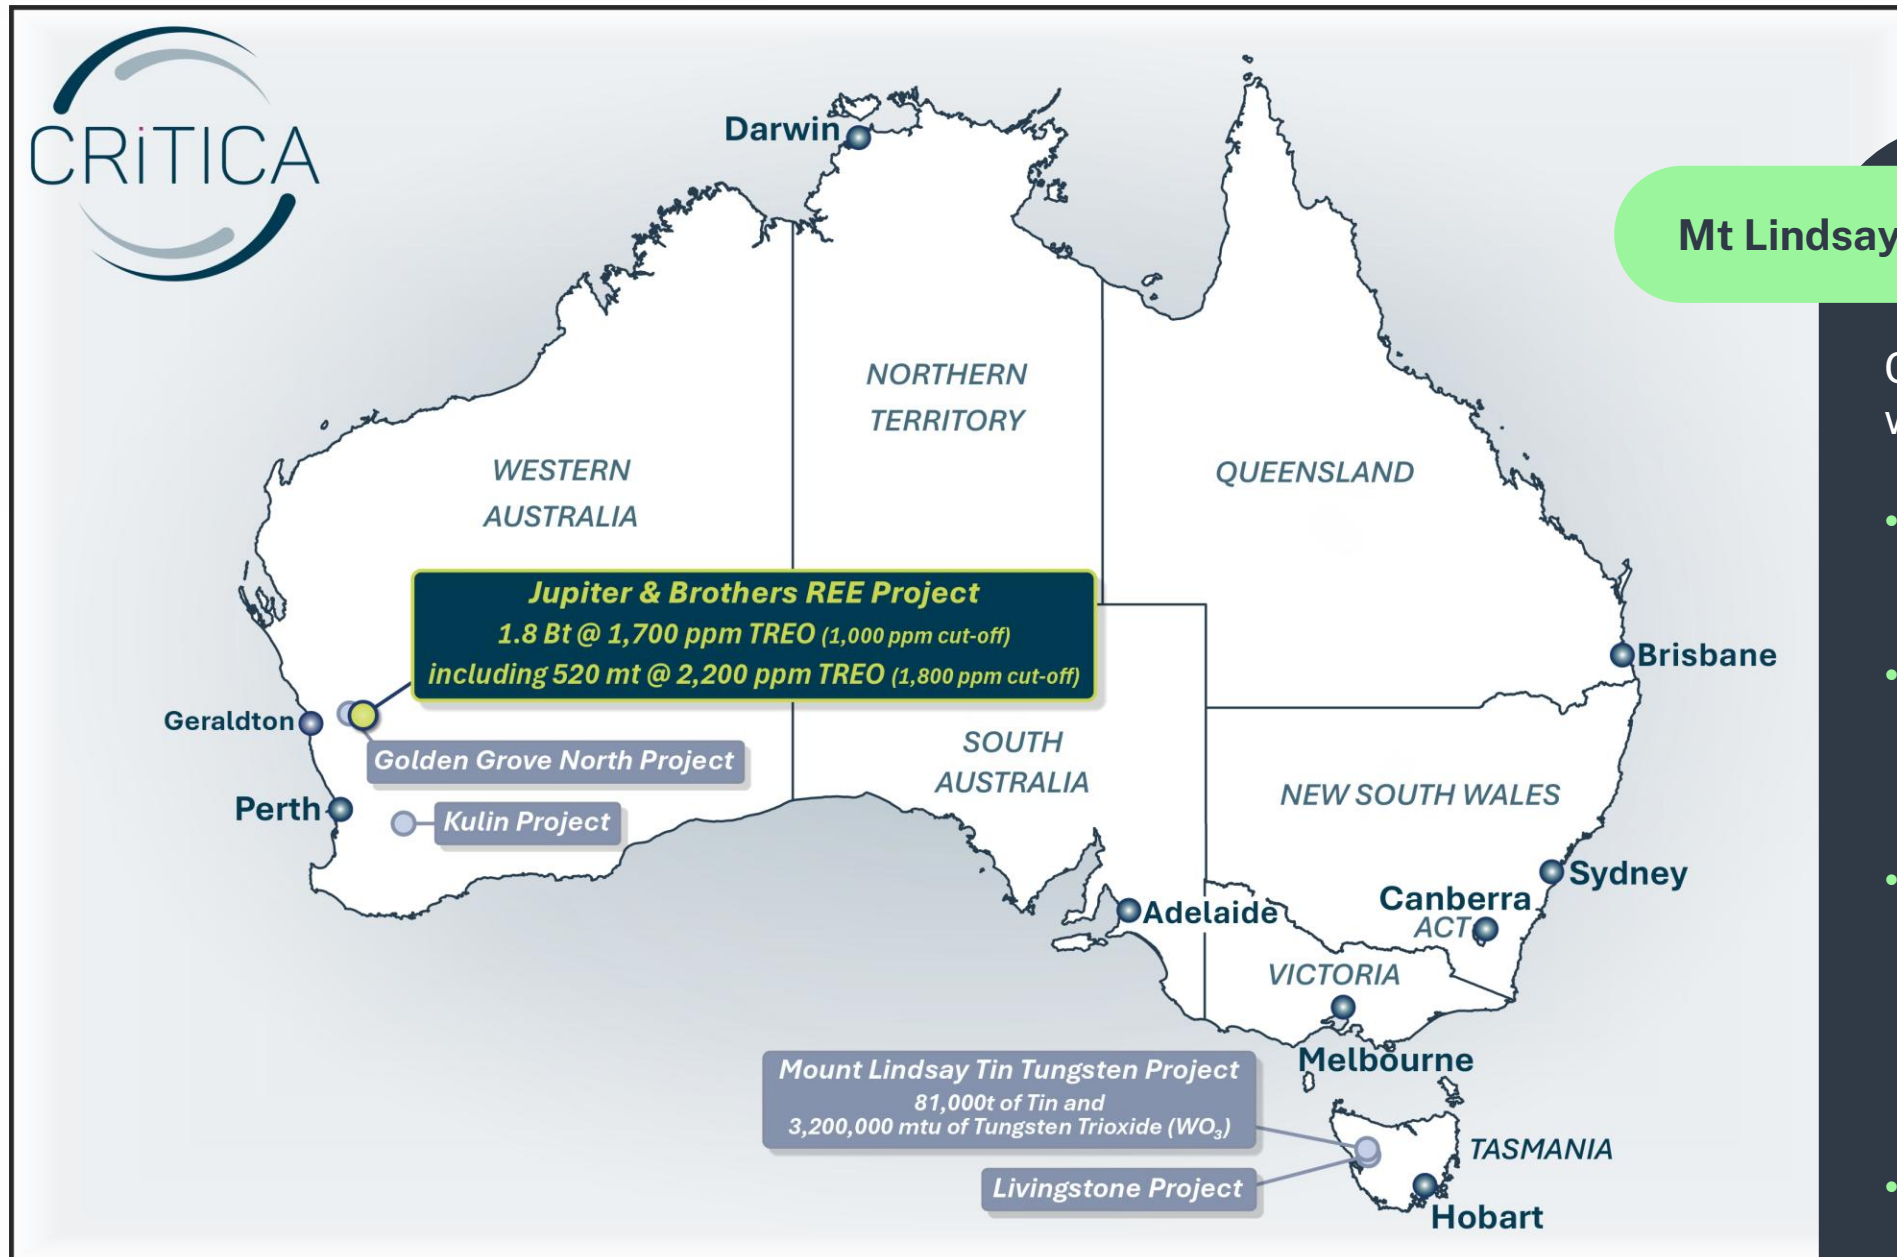 CRiTICA
Darwin
Mt Lindsay
NORTHERN
TERRITORY
WESTERN
AUSTRALIA
QUEENSLAND
Jupiter & Brothers REE Project
1.8 Bt @ 1,700 ppm TREO (1,000 ppm cut-off)
including 520 mt @ 2,200 ppm TREO (1,800 ppm cut-off)
Brisbane
Geraldton
Golden Grove North Project
SOUTH
AUSTRALIA
NEW SOUTH WALES
Perth
Kulin Project
Sydney
Canberra
ACT
Adelaide
VICTORIA
Melbourne
Mount Lindsay Tin Tungsten Project
81,000t of Tin and
3,200,000 mtu of Tungsten Trioxide (WO₃)
TASMANIA
Livingstone Project
Hobart